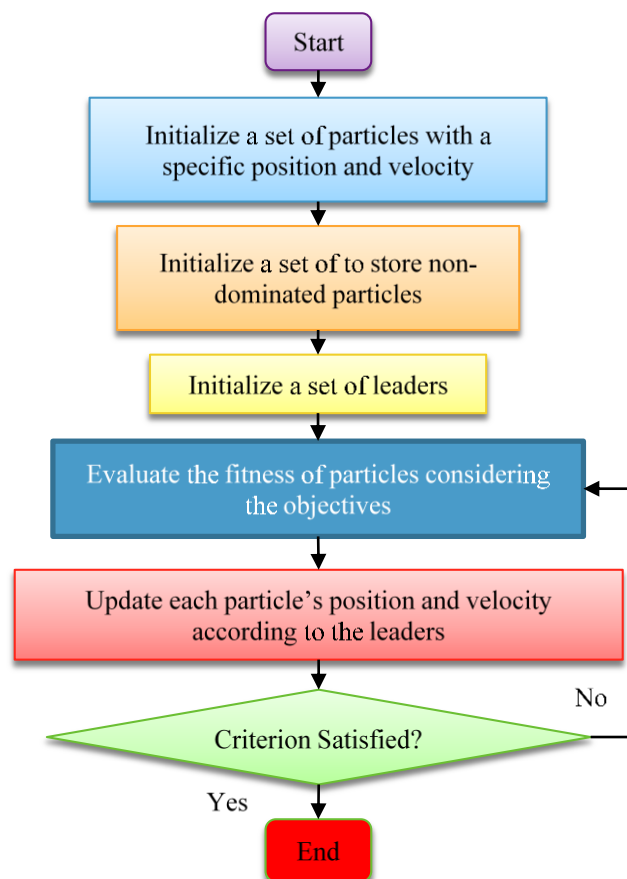 Start
Initialize a set of particles with a
specific position and velocity
Initialize a set of to store non-
dominated particles
Initialize a set of leaders
Evaluate the fitness of particles considering
the objectives
Update each particle's position and velocity
according to the leaders
No
Criterion Satisfied?
Yes
End